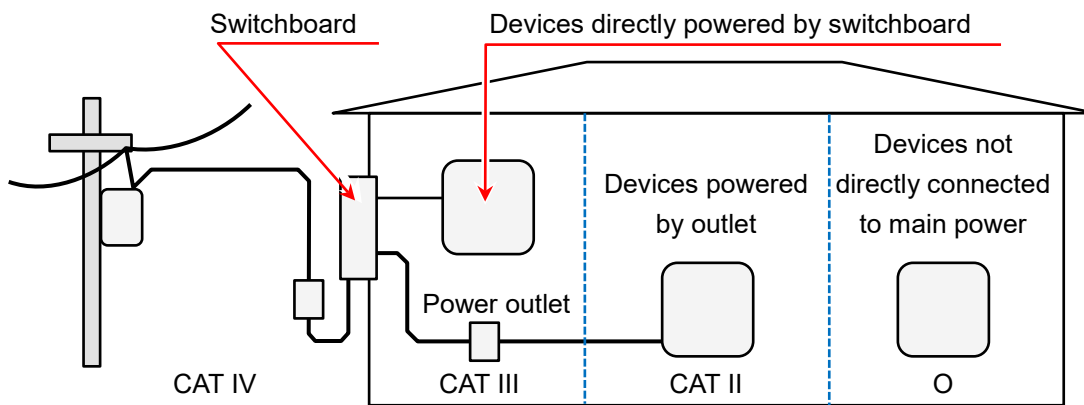 Switchboard
Devices directly powered by switchboard
Devices not
directly connected
to main power
Devices powered
by outlet
Power outlet
CAT IV
CAT III
CAT II
O